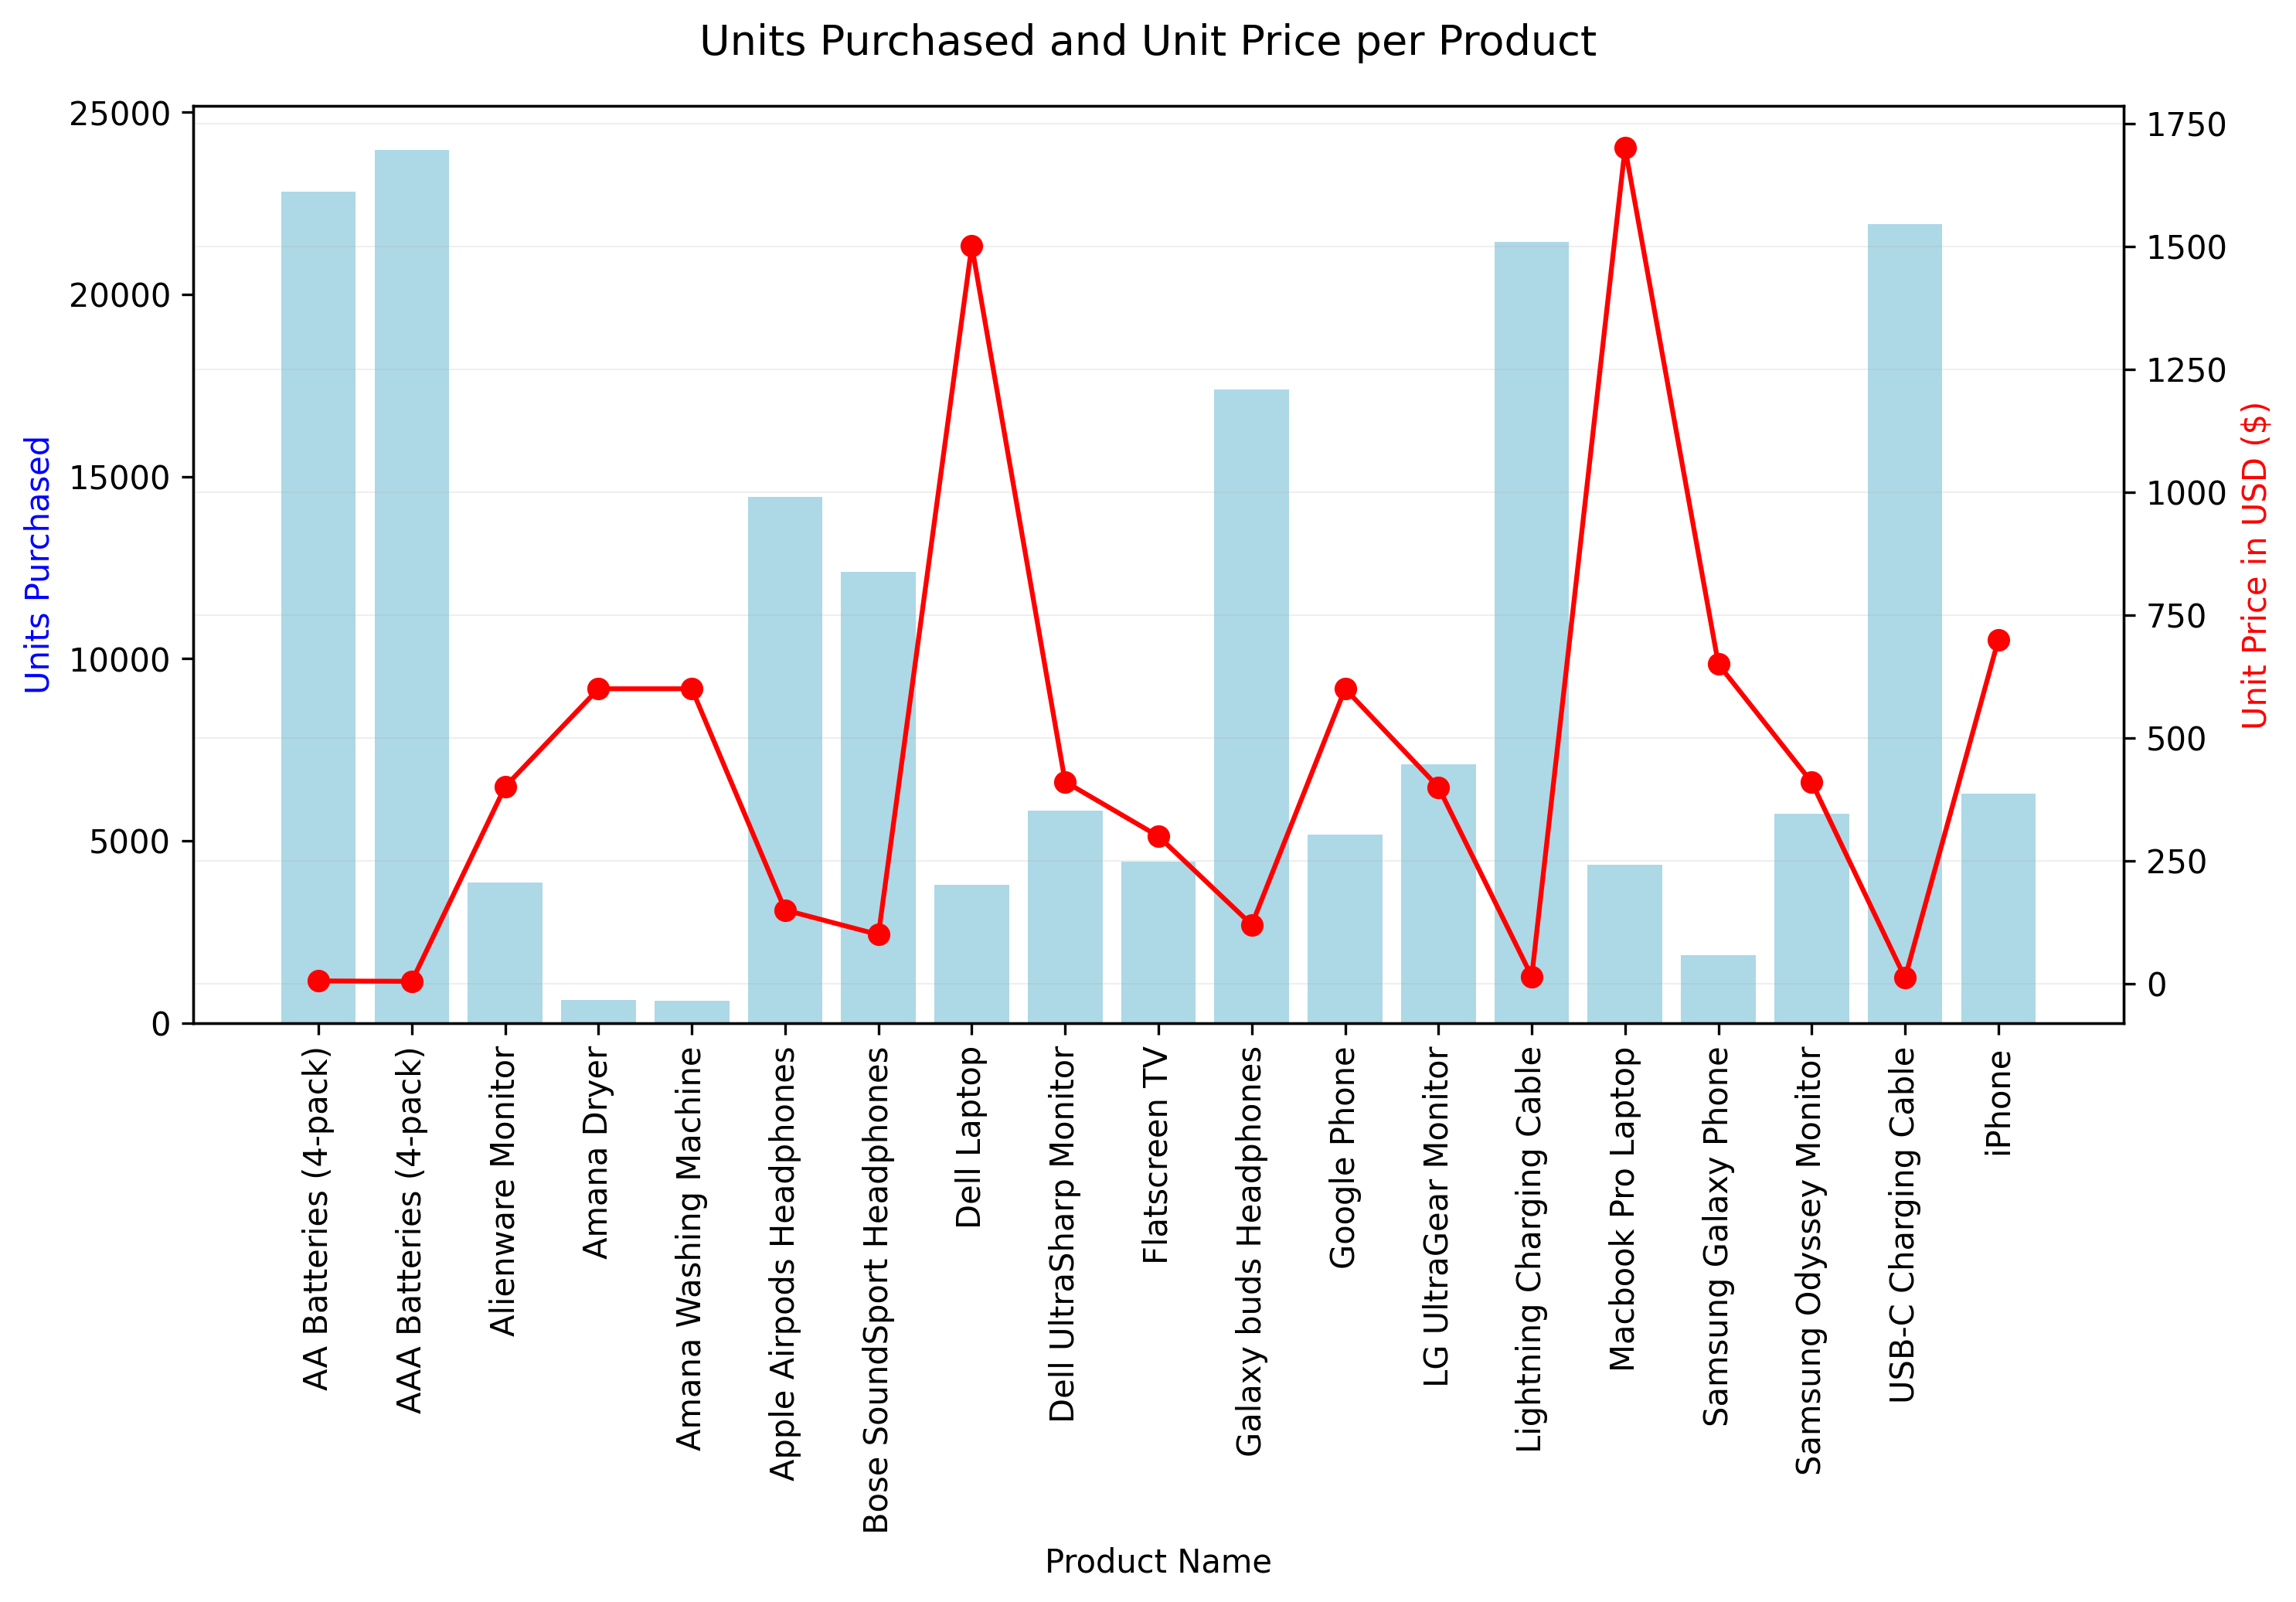 Units Purchased and Unit Price per Product
25000
20000
15000
10000
5000
0
Units Purchased
1750
1500
1250
1000
750
500
250
0
Unit Price in USD ($)
AA Batteries (4-pack)
AAA Batteries (4-pack)
Alienware Monitor
Amana Dryer
Amana Washing Machine
Apple Airpods Headphones
Bose SoundSport Headphones
Dell Laptop
Dell UltraSharp Monitor
Flatscreen TV
Galaxy buds Headphones
Google Phone
LG UltraGear Monitor
Lightning Charging Cable
Macbook Pro Laptop
Samsung Galaxy Phone
Samsung Odyssey Monitor
USB-C Charging Cable
iPhone
Product Name